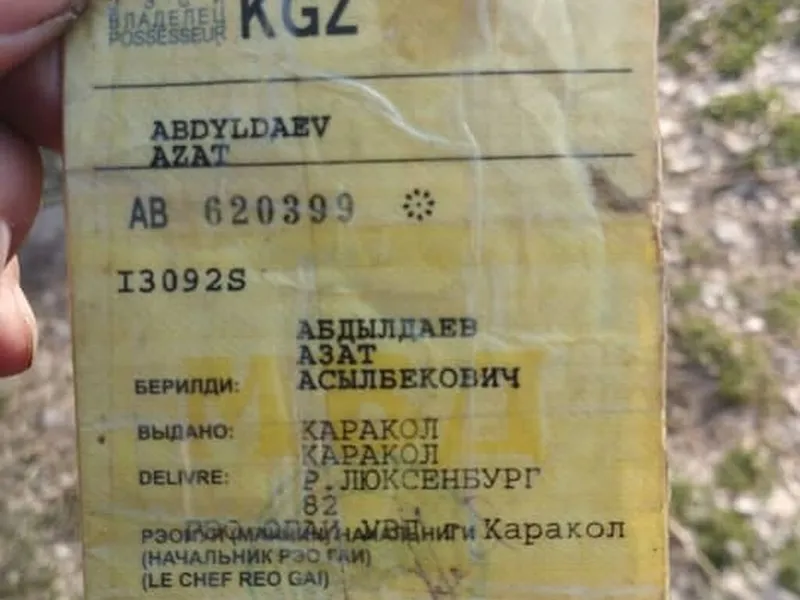 ВЛАДЕЛЕЦ KGZ
POSSESSEUR
ABDYLDAEV
AZAT
AB 620399
I3092S
АБДЫЛДАЕВ
АЗАТ
БЕРИЛДИ: АСЫЛБЕКОВИЧ
ВЫДАНО: КАРАКОЛ
КАРАКОЛ
DELIVRE: Р.ЛЮКСЕНБУРГ
82
УВД г Каракол
(НАЧАЛЬНИК РЭО ГАИ)
(LE CHEF REO GAI)